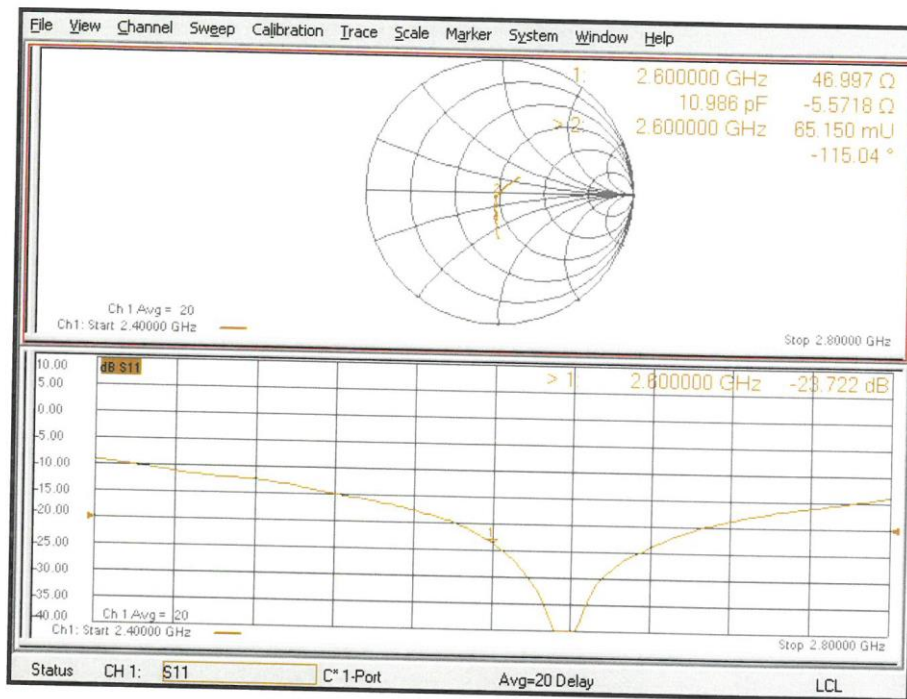 File View Channel Sweep Calibration Trace Scale Marker System Window Help
1: 2.600000 GHz 46.997 Ω
10.986 pF -5.5718 Ω
> 2: 2.600000 GHz 65.150 mU
-115.04 °
Ch 1 Avg = 20
Ch1: Start 2.40000 GHz
Stop 2.80000 GHz
10.00 dB S11
> 1: 2.600000 GHz -23.722 dB
5.00
0.00
-5.00
-10.00
-15.00
-20.00
-25.00
1
-30.00
-35.00
-40.00
Ch 1 Avg = 20
Ch1: Start 2.40000 GHz
Stop 2.80000 GHz
Status CH 1: S11 C* 1-Port Avg=20 Delay LCL